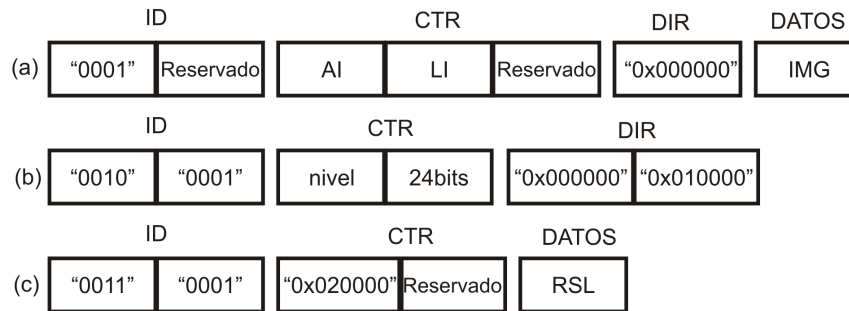 ID CTR DIR DATOS
(a) “0001” Reservado AI LI Reservado “0x000000” IMG
ID CTR DIR
(b) “0010” “0001” nivel 24bits “0x000000” “0x010000”
ID CTR DATOS
(c) “0011” “0001” “0x020000” Reservado RSL